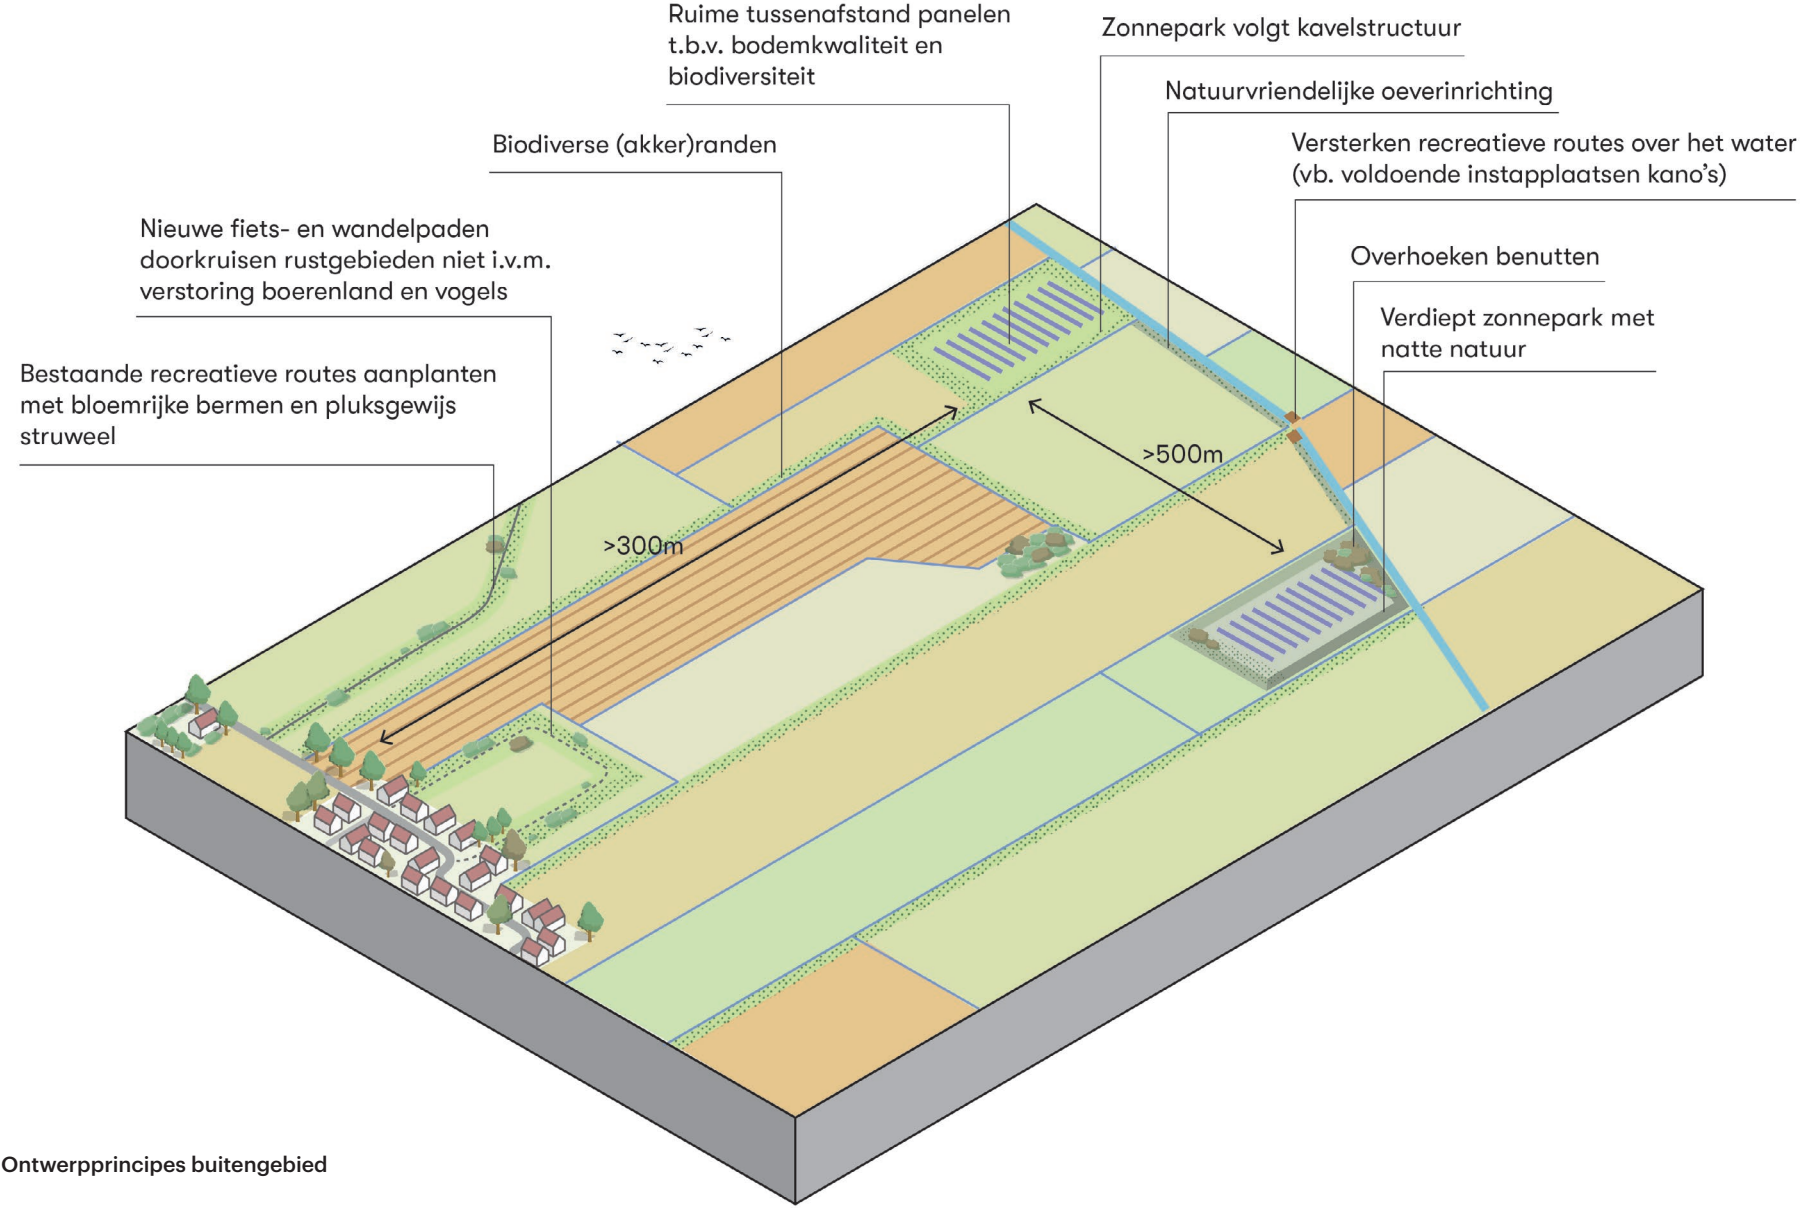 Ruime tussenafstand panelen
t.b.v. bodemkwaliteit en
biodiversiteit
Zonnepark volgt kavelstructuur
Natuurvriendelijke oeverinrichting
Biodiverse (akker)randen
Versterken recreatieve routes over het water
(vb. voldoende instapplaatsen kano's)
Nieuwe fiets- en wandelpaden
doorkruisen rustgebieden niet i.v.m.
verstoring boerenland en vogels
Overhoeken benutten
Verdiept zonnepark met
natte natuur
Bestaande recreatieve routes aanplanten
met bloemrijke bermen en pluksgewijs
struweel
>500m
>300m
Ontwerpprincipes buitengebied